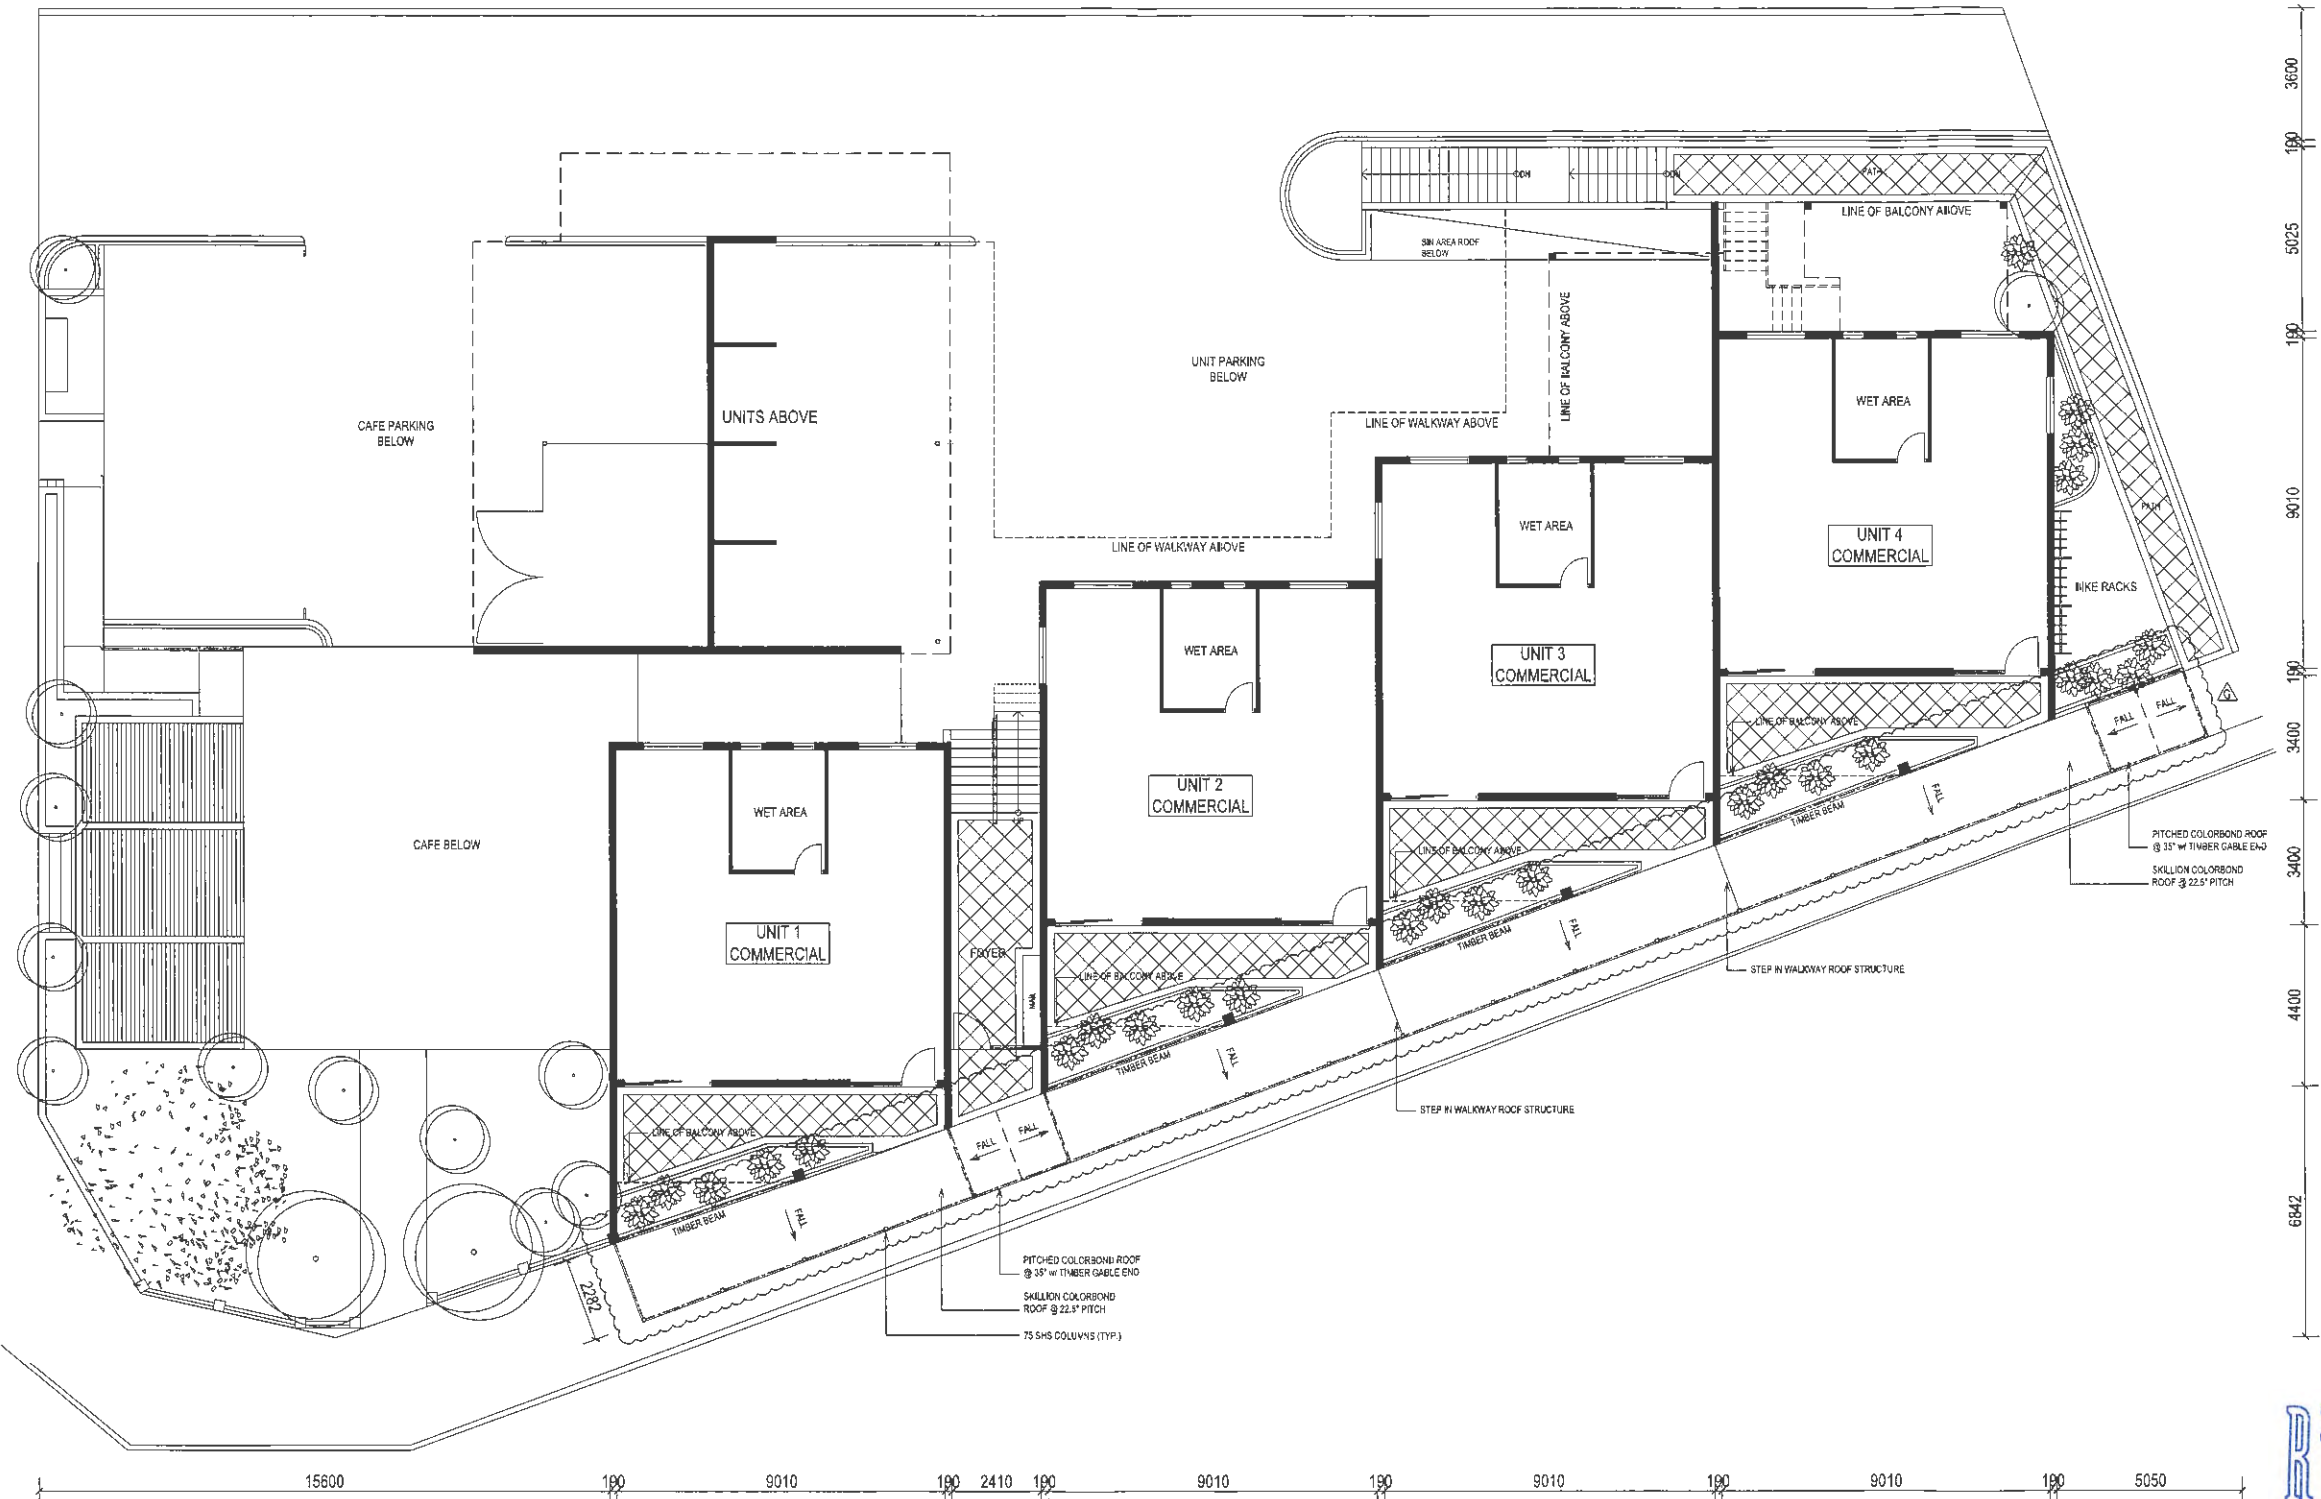 3600
190
PATH
LINE OF BALCONY ABOVE
5025
BIN AREA ROOF
BELOW
190
LINE OF BALCONY ABOVE
UNIT PARKING
BELOW
WET AREA
UNITS ABOVE
LINE OF WALKWAY ABOVE
CAFE PARKING
BELOW
9010
PATH
WET AREA
UNIT 4
COMMERCIAL
LINE OF WALKWAY ABOVE
BIKE RACKS
WET AREA
UNIT 3
COMMERCIAL
190
FALL
FALL
LINE OF BALCONY ABOVE
3400
UNIT 2
COMMERCIAL
FALL
WET AREA
TIMBER BEAM
PITCHED COLORBOND ROOF
@ 35° w/ TIMBER GABLE END
CAFE BELOW
LINE OF BALCONY ABOVE
SKILLION COLORBOND
ROOF @ 22.5° PITCH
3400
UNIT 1
COMMERCIAL
FALL
TIMBER BEAM
FOYER
STEP IN WALKWAY ROOF STRUCTURE
LINE OF BALCONY ABOVE
MAIL
4400
FALL
TIMBER BEAM
STEP IN WALKWAY ROOF STRUCTURE
LINE OF BALCONY ABOVE
FALL
FALL
6842
FALL
TIMBER BEAM
PITCHED COLORBOND ROOF
@ 35° w/ TIMBER GABLE END
2282
SKILLION COLORBOND
ROOF @ 22.5° PITCH
75 SHS COLUMNS (TYP.)
R
15600 190 9010 190 2410 190 9010 190 9010 190 9010 190 5050